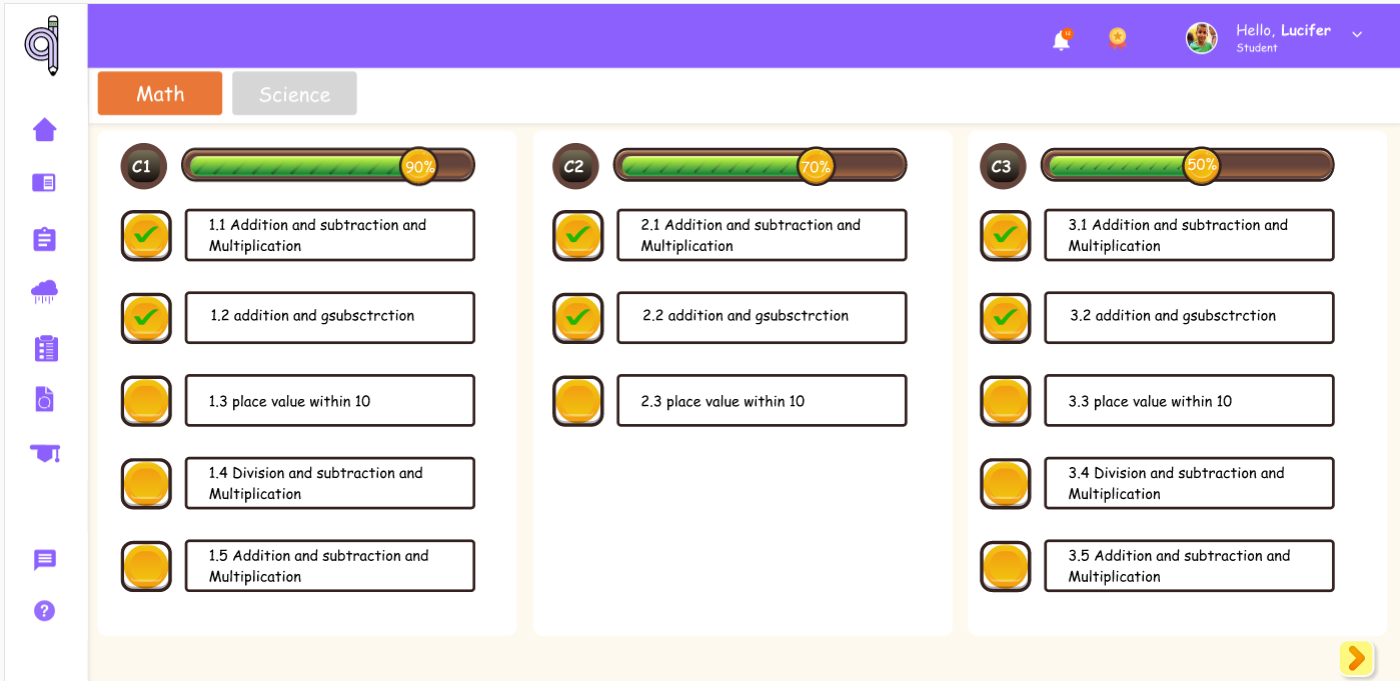 Hello, Lucifer
Student
Math
Science
C1
90%
1.1 Addition and subtraction and
Multiplication
1.2 addition and gsubsctrction
1.3 place value within 10
1.4 Division and subtraction and
Multiplication
1.5 Addition and subtraction and
Multiplication
C2
70%
2.1 Addition and subtraction and
Multiplication
2.2 addition and gsubsctrction
2.3 place value within 10
C3
50%
3.1 Addition and subtraction and
Multiplication
3.2 addition and gsubsctrction
3.3 place value within 10
3.4 Division and subtraction and
Multiplication
3.5 Addition and subtraction and
Multiplication
?